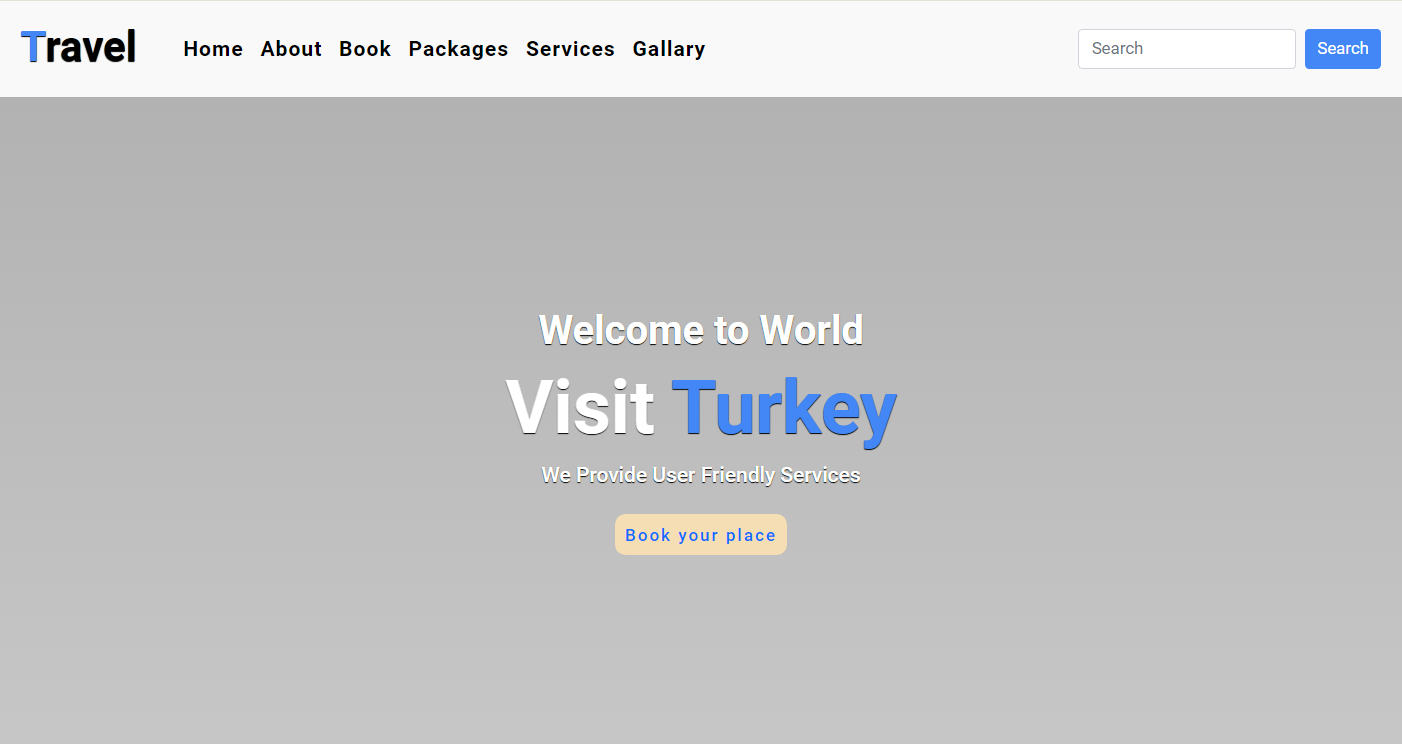 Travel Home About Book Packages Services Gallary Search Search
Welcome to World
Visit Turkey
We Provide User Friendly Services
Book your place